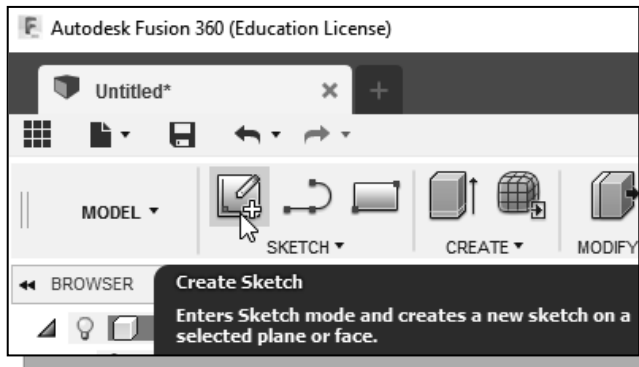 Autodesk Fusion 360 (Education License)
Untitled*
MODEL
SKETCH
CREATE
MODIFY
BROWSER
Create Sketch
Enters Sketch mode and creates a new sketch on a
selected plane or face.